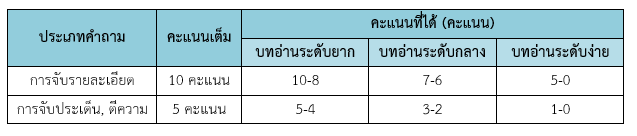 ประเภทคำถาม คะแนนเต็ม คะแนนที่ได้ (คะแนน)
บทอ่านระดับยาก บทอ่านระดับกลาง บทอ่านระดับง่าย
การจับรายละเอียด 10 คะแนน 10-8 7-6 5-0
การจับประเด็น, ตีความ 5 คะแนน 5-4 3-2 1-0